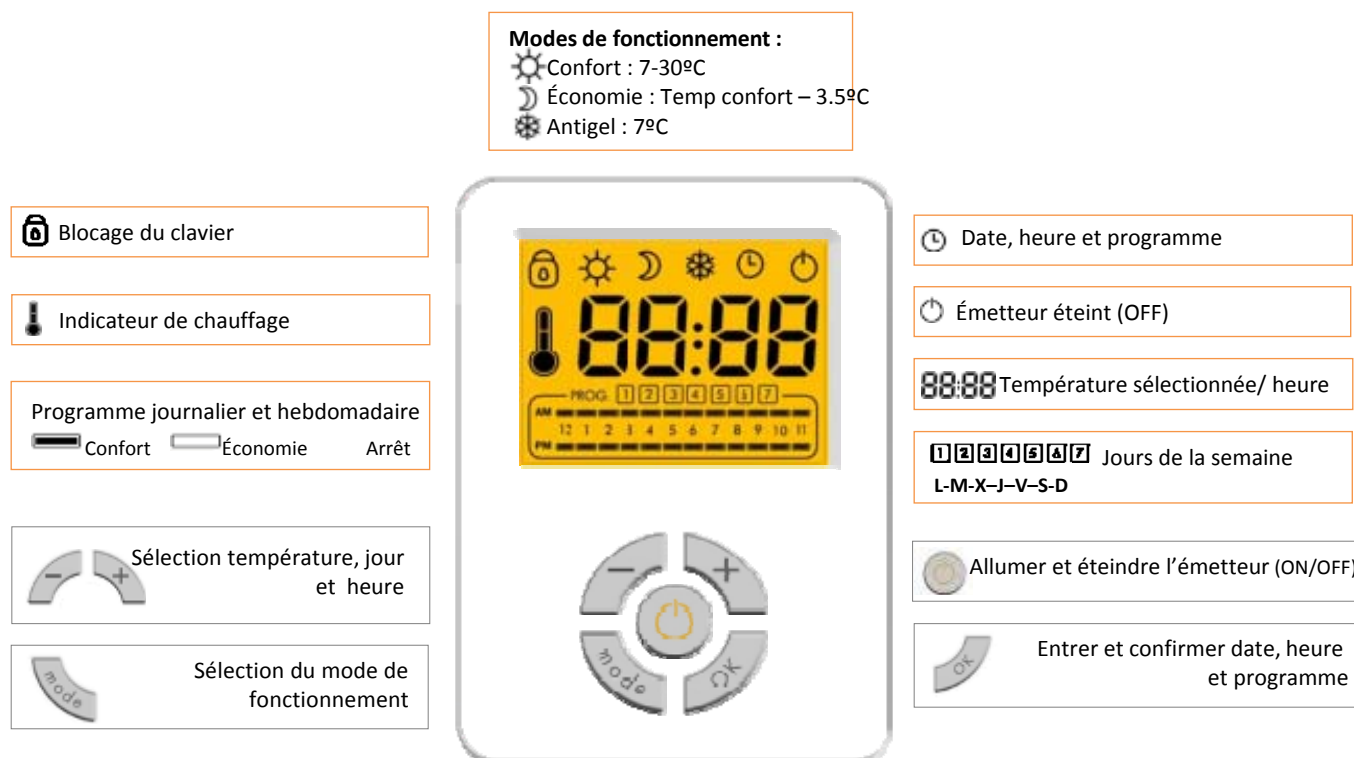 Modes de fonctionnement :
Confort : 7-30ºC
Économie : Temp confort – 3.5ºC
Antigel : 7ºC
Blocage du clavier
Indicateur de chauffage
Programme journalier et hebdomadaire
Confort Économie Arrêt
Sélection température, jour
et heure
Sélection du mode de
fonctionnement
88:88
PROG. 1 2 3 4 5 6 7
AM
12 1 2 3 4 5 6 7 8 9 10 11
PM
- +
mode OK
Date, heure et programme
Émetteur éteint (OFF)
88:88 Température sélectionnée/ heure
1 2 3 4 5 6 7 Jours de la semaine
L-M-X–J–V–S-D
Allumer et éteindre l’émetteur (ON/OFF)
Entrer et confirmer date, heure
et programme
- +
mode
OK